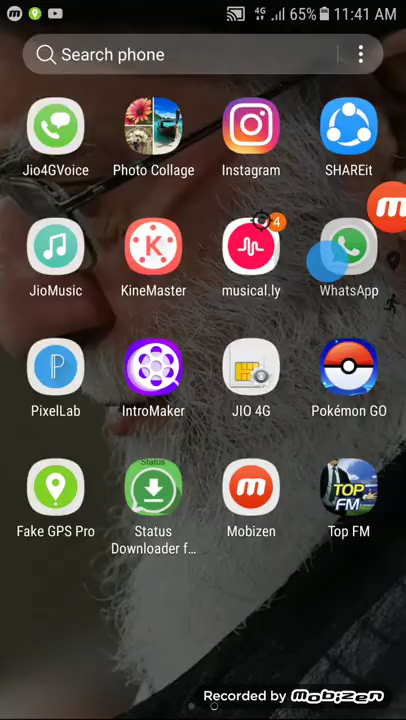 4G 65% 11:41 AM
Search phone
Jio4GVoice
Photo Collage
Instagram
SHAREit
4
JioMusic
KineMaster
musical.ly
WhatsApp
PixelLab
IntroMaker
JIO 4G
Pokémon GO
Status
TOP
FM
Fake GPS Pro
Status
Downloader f...
Mobizen
Top FM
Recorded by Mobizen